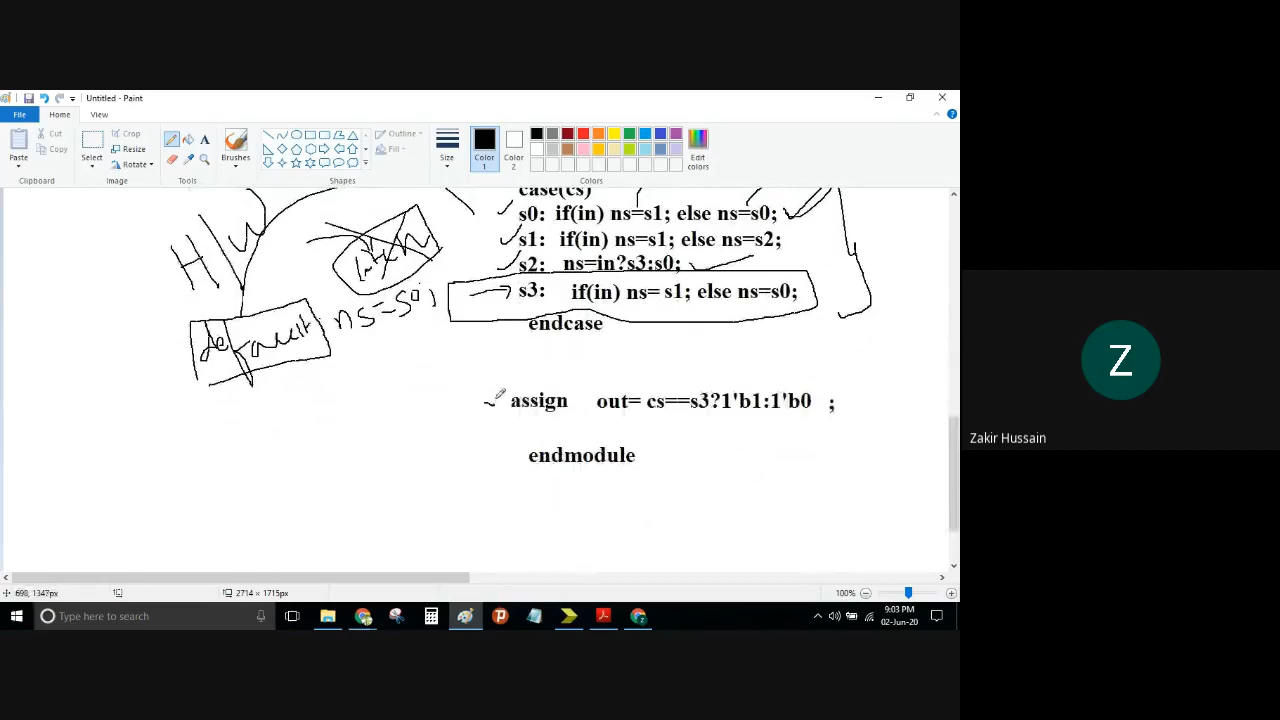 Untitled - Paint
File Home View
Paste
Cut
Copy
Clipboard
Select
Crop
Resize
Rotate
Image
Tools
Brushes
Shapes
Outline
Fill
Size
Color 1
Color 2
Edit colors
Colors
case(cs)
s0: if(in) ns=s1; else ns=s0;
s1: if(in) ns=s1; else ns=s2;
s2: ns=in?s3:s0;
s3: if(in) ns= s1; else ns=s0;
endcase
H/w
default ns=s0;
assign out= cs==s3?1'b1:1'b0 ;
endmodule
Z
Zakir Hussain
698, 1347px
2714 × 1715px
100%
Type here to search
9:03 PM
02-Jun-20